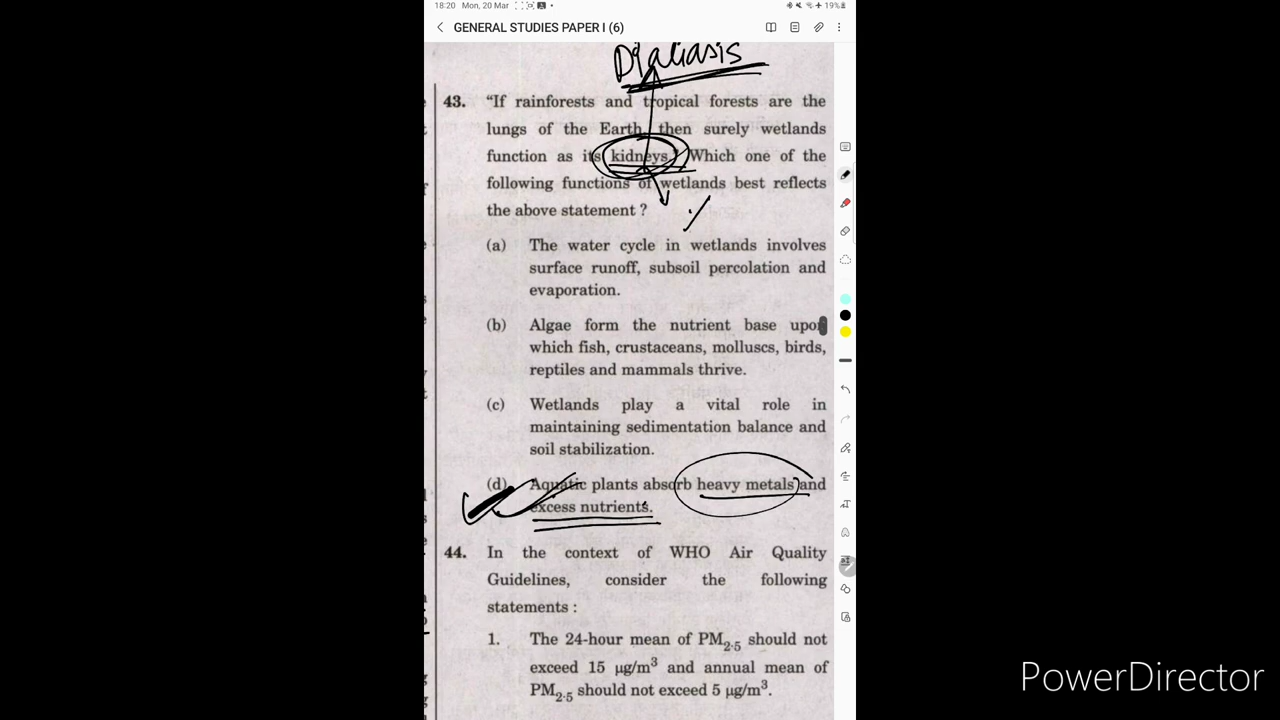 18:20 Mon, 20 Mar
19%
GENERAL STUDIES PAPER I (6)
Dialiasis
43. "If rainforests and tropical forests are the
lungs of the Earth, then surely wetlands
function as its kidneys." Which one of the
following functions of wetlands best reflects
the above statement ?
(a) The water cycle in wetlands involves
surface runoff, subsoil percolation and
evaporation.
(b) Algae form the nutrient base upon
which fish, crustaceans, molluscs, birds,
reptiles and mammals thrive.
(c) Wetlands play a vital role in
maintaining sedimentation balance and
soil stabilization.
(d) Aquatic plants absorb heavy metals and
excess nutrients.
44. In the context of WHO Air Quality
Guidelines, consider the following
statements :
1. The 24-hour mean of PM2.5 should not
exceed 15 µg/m³ and annual mean of
PM2.5 should not exceed 5 µg/m³.
PowerDirector